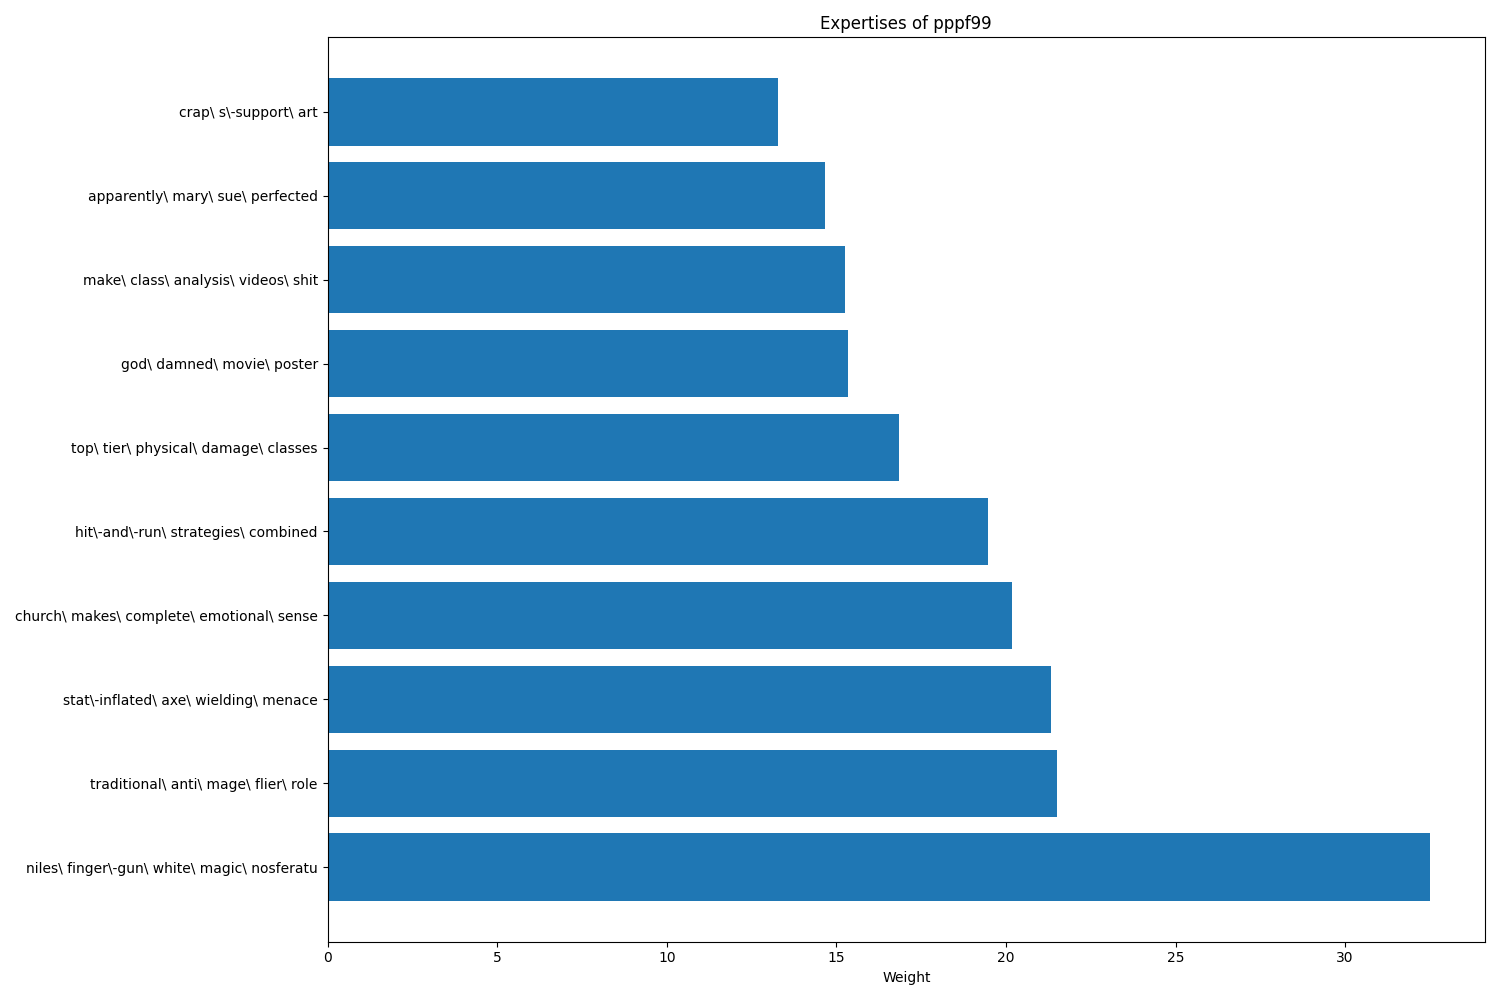 Expertises of pppf99
crap\ s\-support\ art
apparently\ mary\ sue\ perfected
make\ class\ analysis\ videos\ shit
god\ damned\ movie\ poster
top\ tier\ physical\ damage\ classes
hit\-and\-run\ strategies\ combined
church\ makes\ complete\ emotional\ sense
stat\-inflated\ axe\ wielding\ menace
traditional\ anti\ mage\ flier\ role
niles\ finger\-gun\ white\ magic\ nosferatu
0 5 10 15 20 25 30
Weight